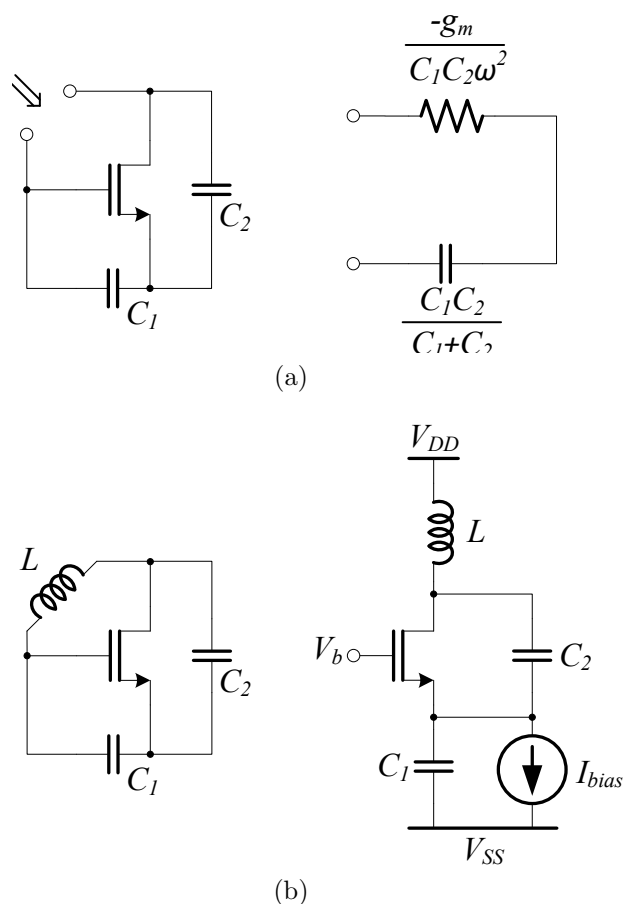 -gm
C1C2ω²
C2
C1
C1C2
C1+C2
(a)
VDD
L
L
Vb
C2
C2
C1
C1
Ibias
VSS
(b)